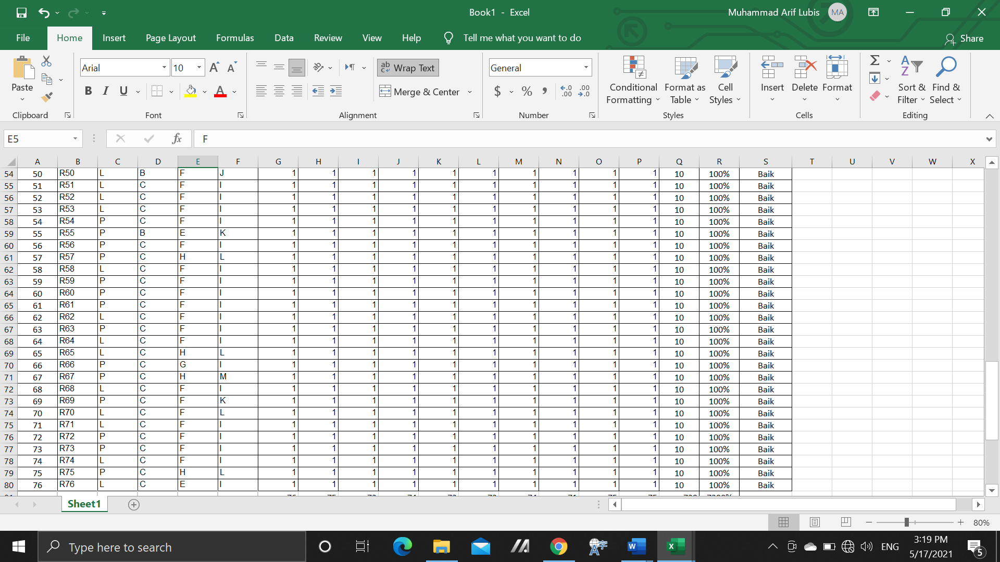 Book1 - Excel
Muhammad Arif Lubis MA
File Home Insert Page Layout Formulas Data Review View Help Tell me what you want to do Share
Arial 10 Wrap Text General
Paste B I U Merge & Center $ % Conditional Formatting Format as Table Cell Styles Insert Delete Format Sort & Filter Find & Select
Clipboard Font Alignment Number Styles Cells Editing
E5 fx F
A B C D E F G H I J K L M N O P Q R S T U V W X
54 50 R50 L B F J 1 1 1 1 1 1 1 1 1 1 10 100% Baik
55 51 R51 L C F I 1 1 1 1 1 1 1 1 1 1 10 100% Baik
56 52 R52 L C F I 1 1 1 1 1 1 1 1 1 1 10 100% Baik
57 53 R53 L C F I 1 1 1 1 1 1 1 1 1 1 10 100% Baik
58 54 R54 P C F I 1 1 1 1 1 1 1 1 1 1 10 100% Baik
59 55 R55 P B E K 1 1 1 1 1 1 1 1 1 1 10 100% Baik
60 56 R56 P C F I 1 1 1 1 1 1 1 1 1 1 10 100% Baik
61 57 R57 P C H L 1 1 1 1 1 1 1 1 1 1 10 100% Baik
62 58 R58 L C F I 1 1 1 1 1 1 1 1 1 1 10 100% Baik
63 59 R59 P C F I 1 1 1 1 1 1 1 1 1 1 10 100% Baik
64 60 R60 P C F I 1 1 1 1 1 1 1 1 1 1 10 100% Baik
65 61 R61 P C F I 1 1 1 1 1 1 1 1 1 1 10 100% Baik
66 62 R62 L C F I 1 1 1 1 1 1 1 1 1 1 10 100% Baik
67 63 R63 P C F I 1 1 1 1 1 1 1 1 1 1 10 100% Baik
68 64 R64 L C F I 1 1 1 1 1 1 1 1 1 1 10 100% Baik
69 65 R65 L C H L 1 1 1 1 1 1 1 1 1 1 10 100% Baik
70 66 R66 P C G I 1 1 1 1 1 1 1 1 1 1 10 100% Baik
71 67 R67 P C H M 1 1 1 1 1 1 1 1 1 1 10 100% Baik
72 68 R68 L C F I 1 1 1 1 1 1 1 1 1 1 10 100% Baik
73 69 R69 P C F K 1 1 1 1 1 1 1 1 1 1 10 100% Baik
74 70 R70 L C F L 1 1 1 1 1 1 1 1 1 1 10 100% Baik
75 71 R71 L C F I 1 1 1 1 1 1 1 1 1 1 10 100% Baik
76 72 R72 P C F I 1 1 1 1 1 1 1 1 1 1 10 100% Baik
77 73 R73 P C F I 1 1 1 1 1 1 1 1 1 1 10 100% Baik
78 74 R74 L C F I 1 1 1 1 1 1 1 1 1 1 10 100% Baik
79 75 R75 P C H L 1 1 1 1 1 1 1 1 1 1 10 100% Baik
80 76 R76 L C E I 1 1 1 1 1 1 1 1 1 1 10 100% Baik
Sheet1
80%
Type here to search
ENG
3:19 PM
5/17/2021
5